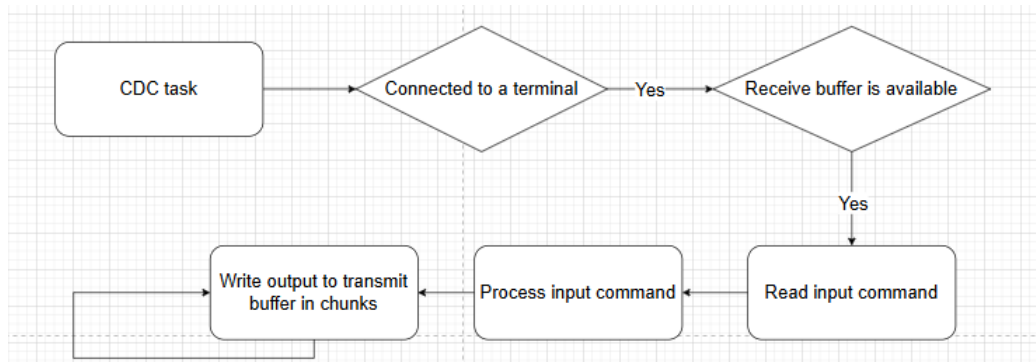 CDC task
Connected to a terminal
Yes
Receive buffer is available
Yes
Write output to transmit
buffer in chunks
Process input command
Read input command